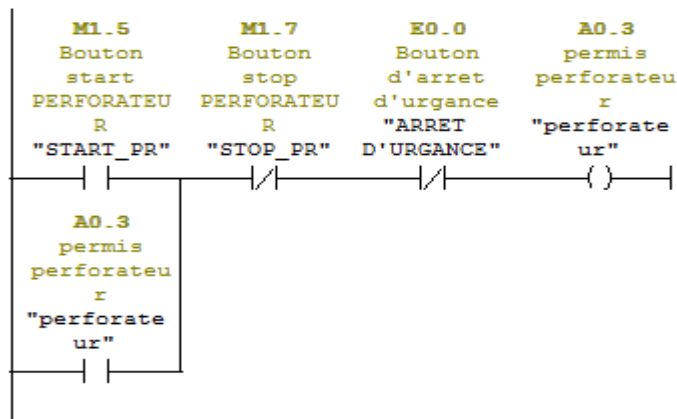 M1.5 M1.7 E0.0 A0.3
Bouton Bouton Bouton permis
start stop d'arret perforateu
PERFORATEU PERFORATEU d'urgance r
R R "ARRET "perforate
"START_PR" "STOP_PR" D'URGANCE" ur"
A0.3
permis
perforateu
r
"perforate
ur"